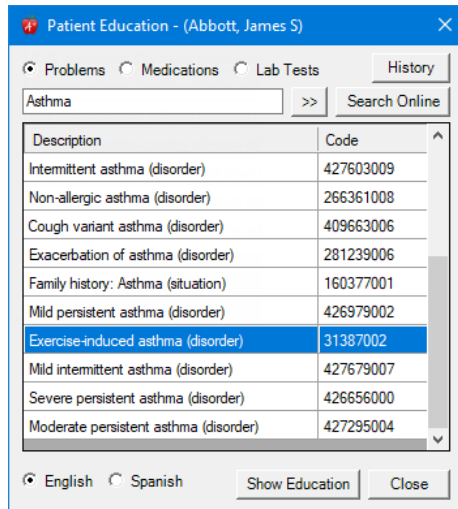 Patient Education - (Abbott, James S)
Problems Medications Lab Tests History
Asthma >> Search Online
Description Code
Intermittent asthma (disorder) 427603009
Non-allergic asthma (disorder) 266361008
Cough variant asthma (disorder) 409663006
Exacerbation of asthma (disorder) 281239006
Family history: Asthma (situation) 160377001
Mild persistent asthma (disorder) 426979002
Exercise-induced asthma (disorder) 31387002
Mild intermittent asthma (disorder) 427679007
Severe persistent asthma (disorder) 426656000
Moderate persistent asthma (disorder) 427295004
English Spanish Show Education Close